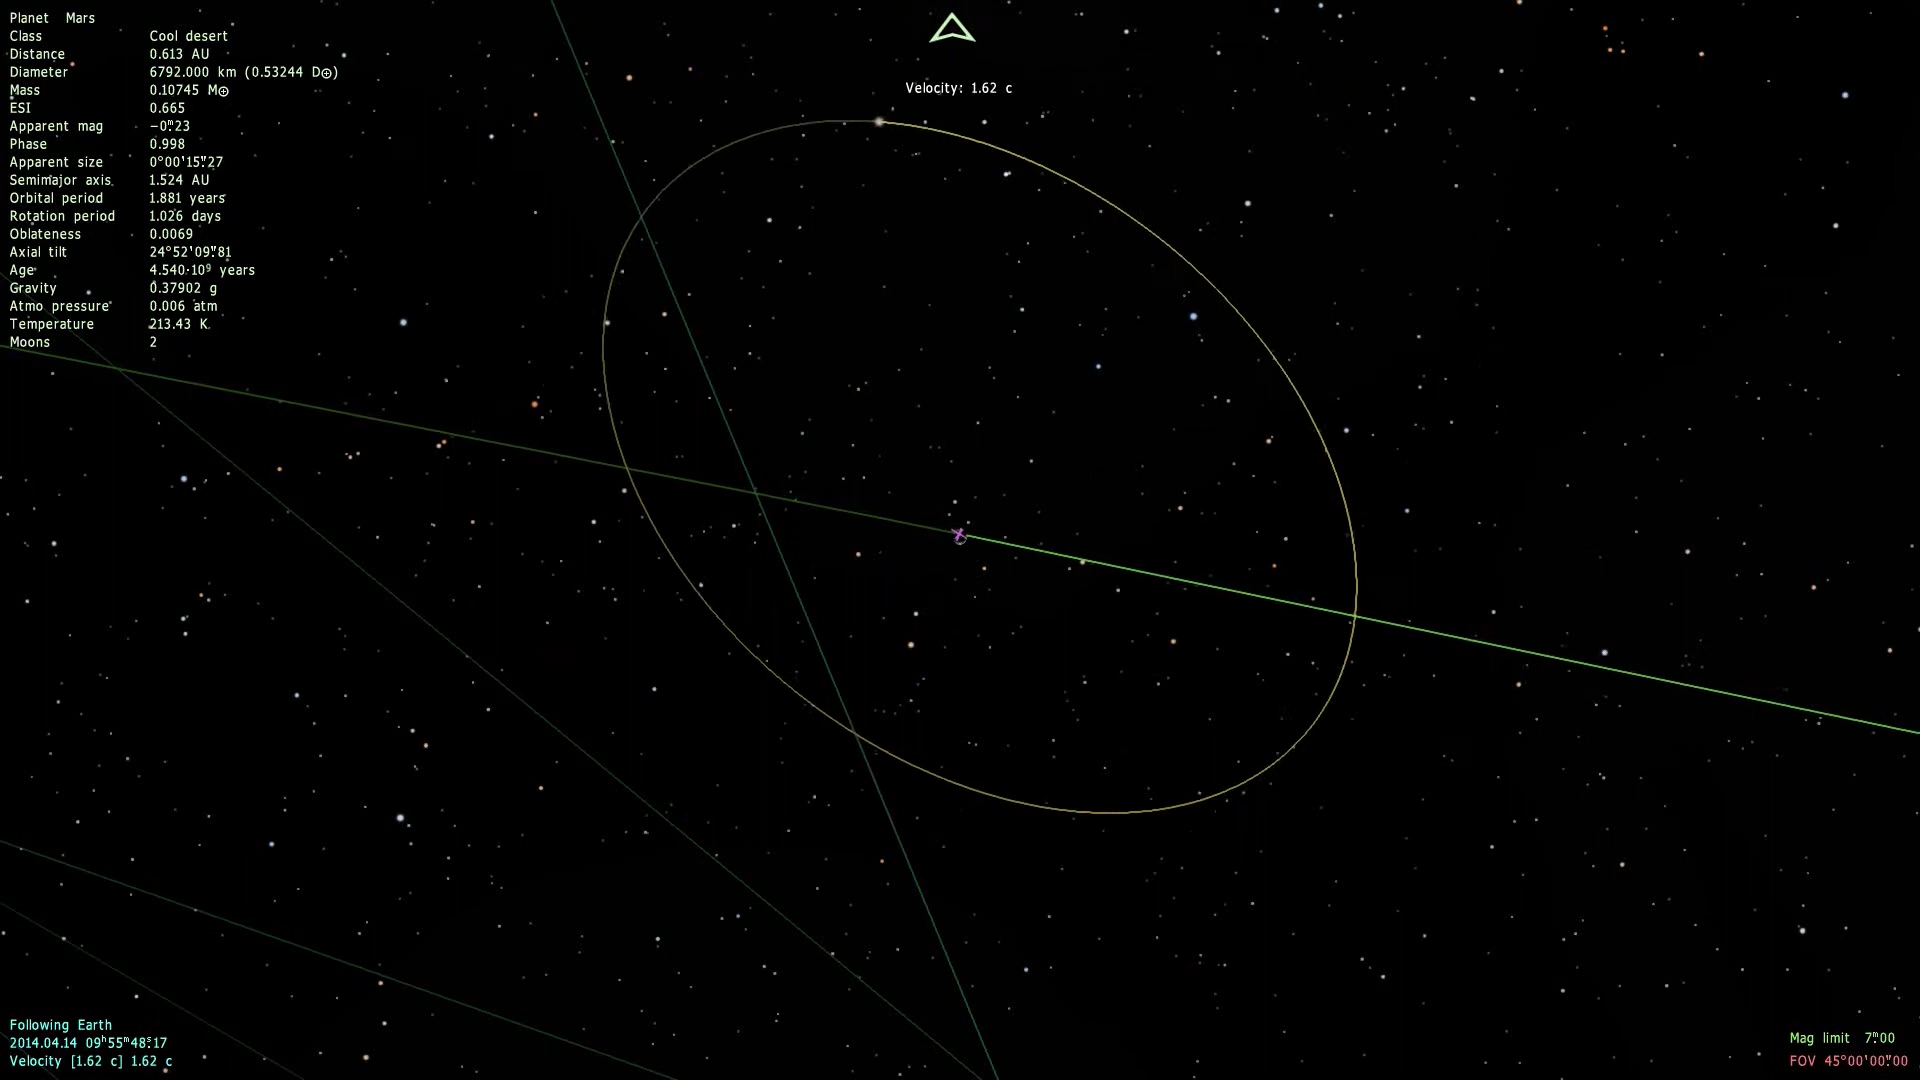 Planet Mars
Class Cool desert
Distance 0.613 AU
Diameter 6792.000 km (0.53244 D⊕)
Mass 0.10745 M⊕
ESI 0.665
Apparent mag −0ᵐ.23
Phase 0.998
Apparent size 0°00'15".27
Semimajor axis 1.524 AU
Orbital period 1.881 years
Rotation period 1.026 days
Oblateness 0.0069
Axial tilt 24°52'09".81
Age 4.540·10⁹ years
Gravity 0.37902 g
Atmo pressure 0.006 atm
Temperature 213.43 K
Moons 2
Velocity: 1.62 c
Following Earth
2014.04.14 09ʰ55ᵐ48ˢ.17
Velocity [1.62 c] 1.62 c
Mag limit 7ᵐ.00
FOV 45°00'00".00